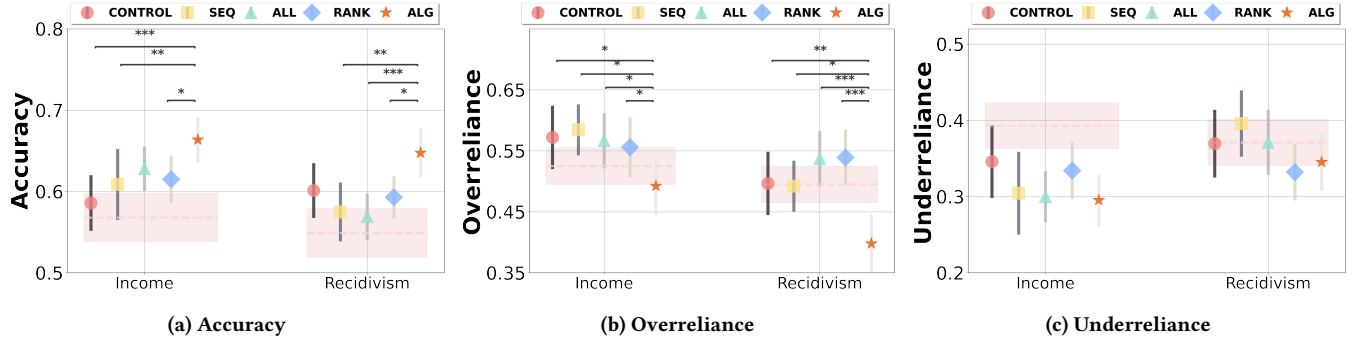 CONTROL SEQ ALL RANK ALG
Accuracy
0.8
0.7
0.6
0.5
***
**
*
**
***
*
Income Recidivism
(a) Accuracy
CONTROL SEQ ALL RANK ALG
Overreliance
0.65
0.55
0.45
0.35
*
*
*
*
**
*
***
***
Income Recidivism
(b) Overreliance
CONTROL SEQ ALL RANK ALG
Underreliance
0.5
0.4
0.3
0.2
Income Recidivism
(c) Underreliance